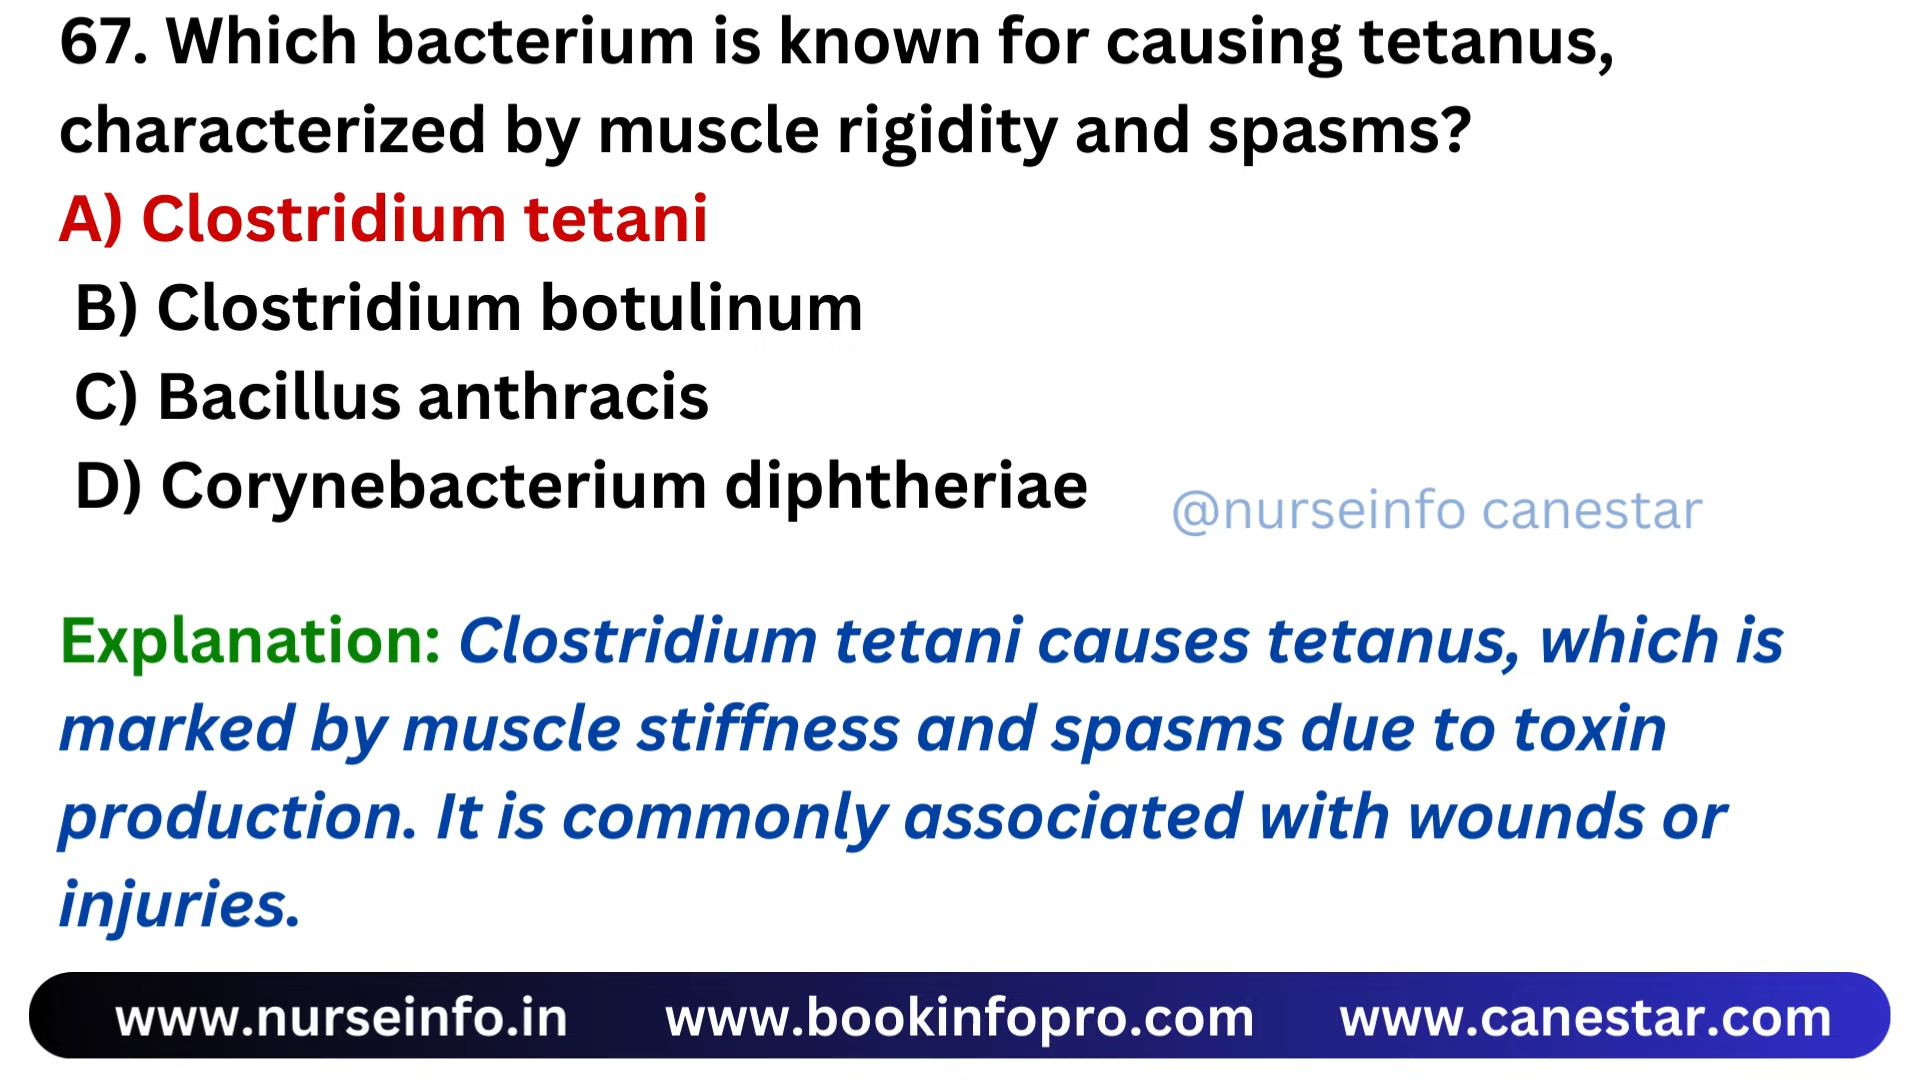 67. Which bacterium is known for causing tetanus,
characterized by muscle rigidity and spasms?
A) Clostridium tetani
B) Clostridium botulinum
C) Bacillus anthracis
D) Corynebacterium diphtheriae
@nurseinfo canestar
Explanation: Clostridium tetani causes tetanus, which is
marked by muscle stiffness and spasms due to toxin
production. It is commonly associated with wounds or
injuries.
www.nurseinfo.in www.bookinfopro.com www.canestar.com